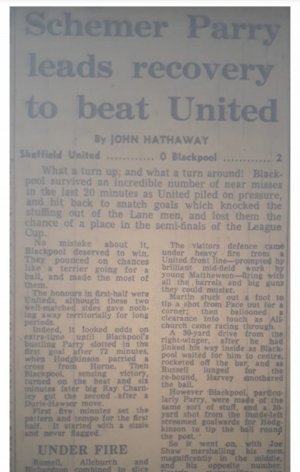 Schemer Parry
leads recovery
to beat United
By JOHN HATHAWAY
Sheffield United ............ 0 Blackpool ............ 2
What a turn up; and what a turn around! Black-
pool survived an incredible number of near misses
in the last 20 minutes as United piled on pressure,
and hit back to snatch goals which knocked the
stuffing out of the Lane men, and lost them the
chance of a place in the semi-finals of the League
Cup.
No mistake about it,
Blackpool deserved to win.
They pounced on chances
like a terrier going for a
ball, and made the most
of them.
The honours in first-half were
United's, although these two
well-matched sides gave noth-
ing away territorially for long
periods.
Indeed, it looked odds on
extra-time until Blackpool's
bustling Parry slotted in the
first goal after 72 minutes,
when Hodgkinson parried a
cross from Horne. Then
Blackpool, sensing victory,
turned on the heat and six
minutes later big Ray Charn-
ley got the second after a
move.
First five minutes set the
pattern and tempo for the first
half. It started with a sizzle
and never flagged.
UNDER FIRE
Russell, Allchurch and
combined in
The visitors defence came
under heavy fire from a
United front line—prompted by
brilliant mid-field work by
young Matthewson—firing with
all the barrels and big guns
they could muster.
Martin stuck out a foot to
tip a shot from Pace out for a
corner; then ballooned a
clearance into touch as All-
church came racing through.
A 30-yard drive from the
right-winger, after he had
jinked his way inside as Black-
pool waited for him to centre,
rocketed off the bar, and as
Russell lunged for the
re-bound, Harvey smothered
the ball.
However Blackpool, particu-
larly Parry, were made of the
same sort of stuff, and a 30-
yard shot from the inside-left
screamed goalwards for Hodg-
kinson to tip the ball round
the post.
So it went on, with Joe
Shaw marshalling his men
magnificently in the middle,
and his opposite number,